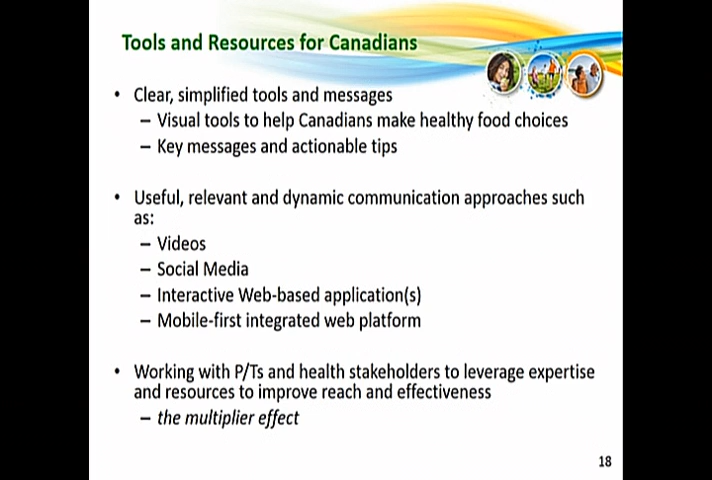 Tools and Resources for Canadians
• Clear, simplified tools and messages
– Visual tools to help Canadians make healthy food choices
– Key messages and actionable tips
• Useful, relevant and dynamic communication approaches such
as:
– Videos
– Social Media
– Interactive Web-based application(s)
– Mobile-first integrated web platform
• Working with P/Ts and health stakeholders to leverage expertise
and resources to improve reach and effectiveness
– the multiplier effect
18